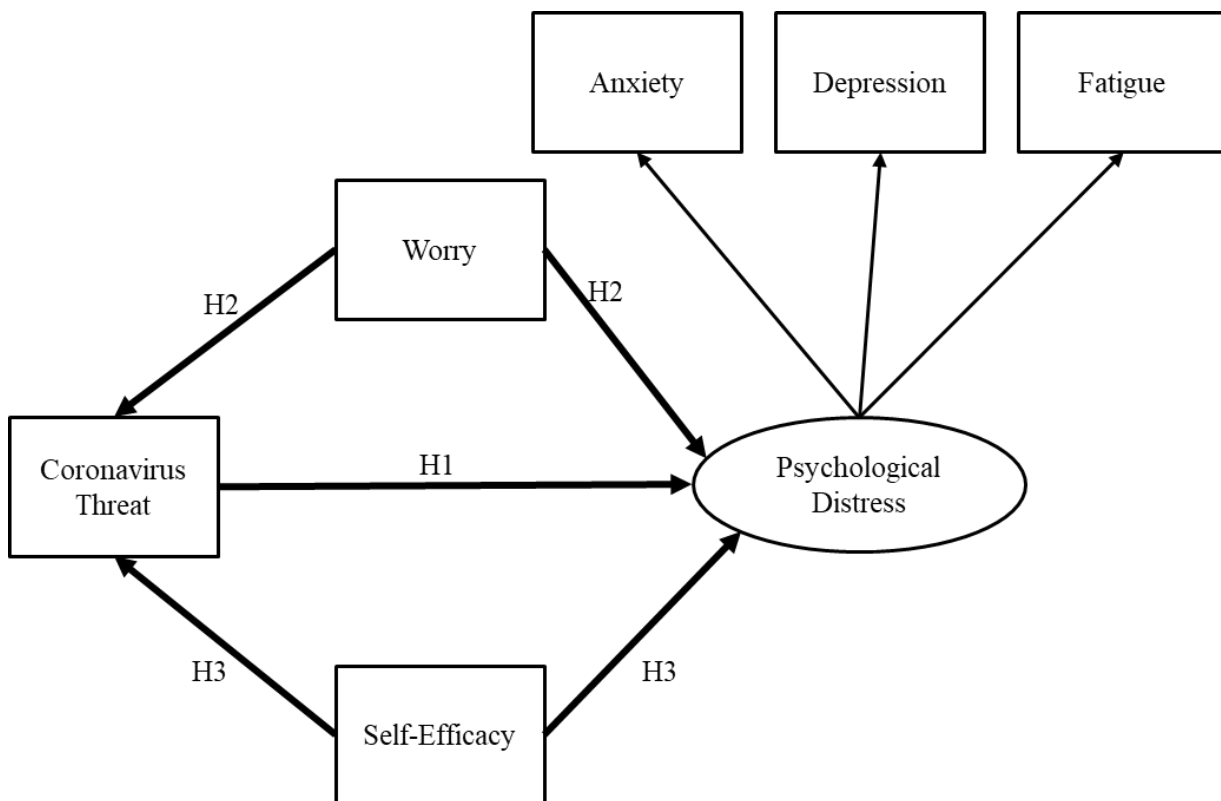 Anxiety
Depression
Fatigue
Worry
H2
H2
Coronavirus
Threat
H1
Psychological
Distress
H3
H3
Self-Efficacy